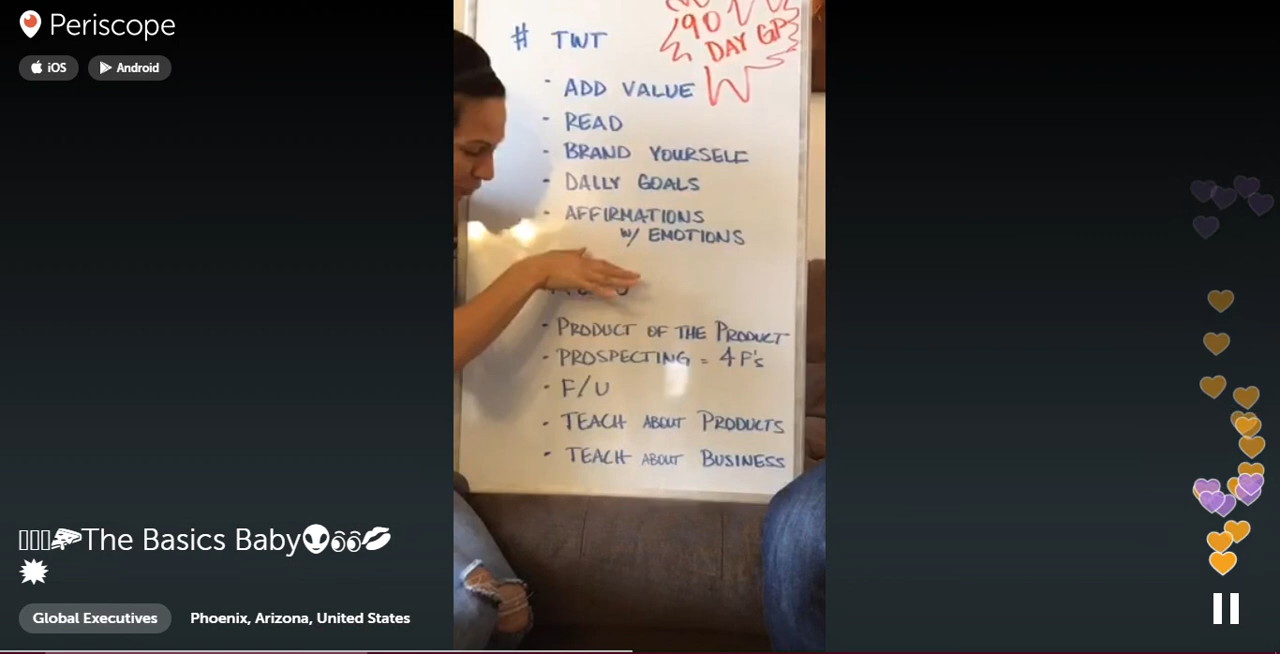 Periscope
iOS
Android
# TWT
90
DAY GP
- ADD VALUE
- READ
- BRAND YOURSELF
- DAILY GOALS
- AFFIRMATIONS
w/ EMOTIONS
- PRODUCT OF THE PRODUCT
- PROSPECTING = 4 F's
- F/U
- TEACH ABOUT PRODUCTS
- TEACH ABOUT BUSINESS
The Basics Baby
Global Executives
Phoenix, Arizona, United States